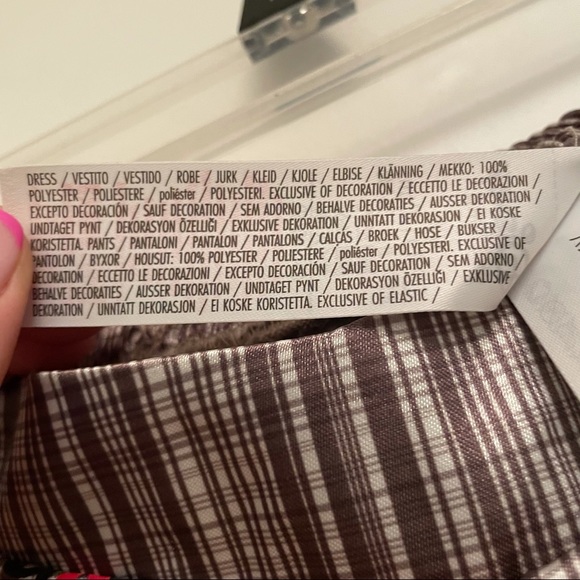 DRESS / VESTITO / VESTIDO / ROBE / JURK / KLEID / KJOLE / ELBISE / KLÄNNING / MEKKO: 100%
POLYESTER / POLIESTERE / poliéster / POLYESTERI. EXCLUSIVE OF DECORATION / ECCETTO LE DECORAZIONI /
EXCEPTO DECORACIÓN / SAUF DECORATION / SEM ADORNO / BEHALVE DECORATIES / AUSSER DEKORATION /
UNDTAGET PYNT / DEKORASYON ÖZELLIĞI / EXKLUSIVE DEKORATION / UNNTATT DEKORASJON / EI KOSKE
KORISTETTA. PANTS / PANTALONI / PANTALON / PANTALONS / CALÇAS / BROEK / HOSE / BUKSER /
PANTOLON / BYXOR / HOUSUT: 100% POLYESTER / POLIESTERE / poliéster / POLYESTERI. EXCLUSIVE OF
DECORATION / ECCETTO LE DECORAZIONI / EXCEPTO DECORACIÓN / SAUF DECORATION / SEM ADORNO /
BEHALVE DECORATIES / AUSSER DEKORATION / UNDTAGET PYNT / DEKORASYON ÖZELLIĞI / EXKLUSIVE
DEKORATION / UNNTATT DEKORASJON / EI KOSKE KORISTETTA. EXCLUSIVE OF ELASTIC /